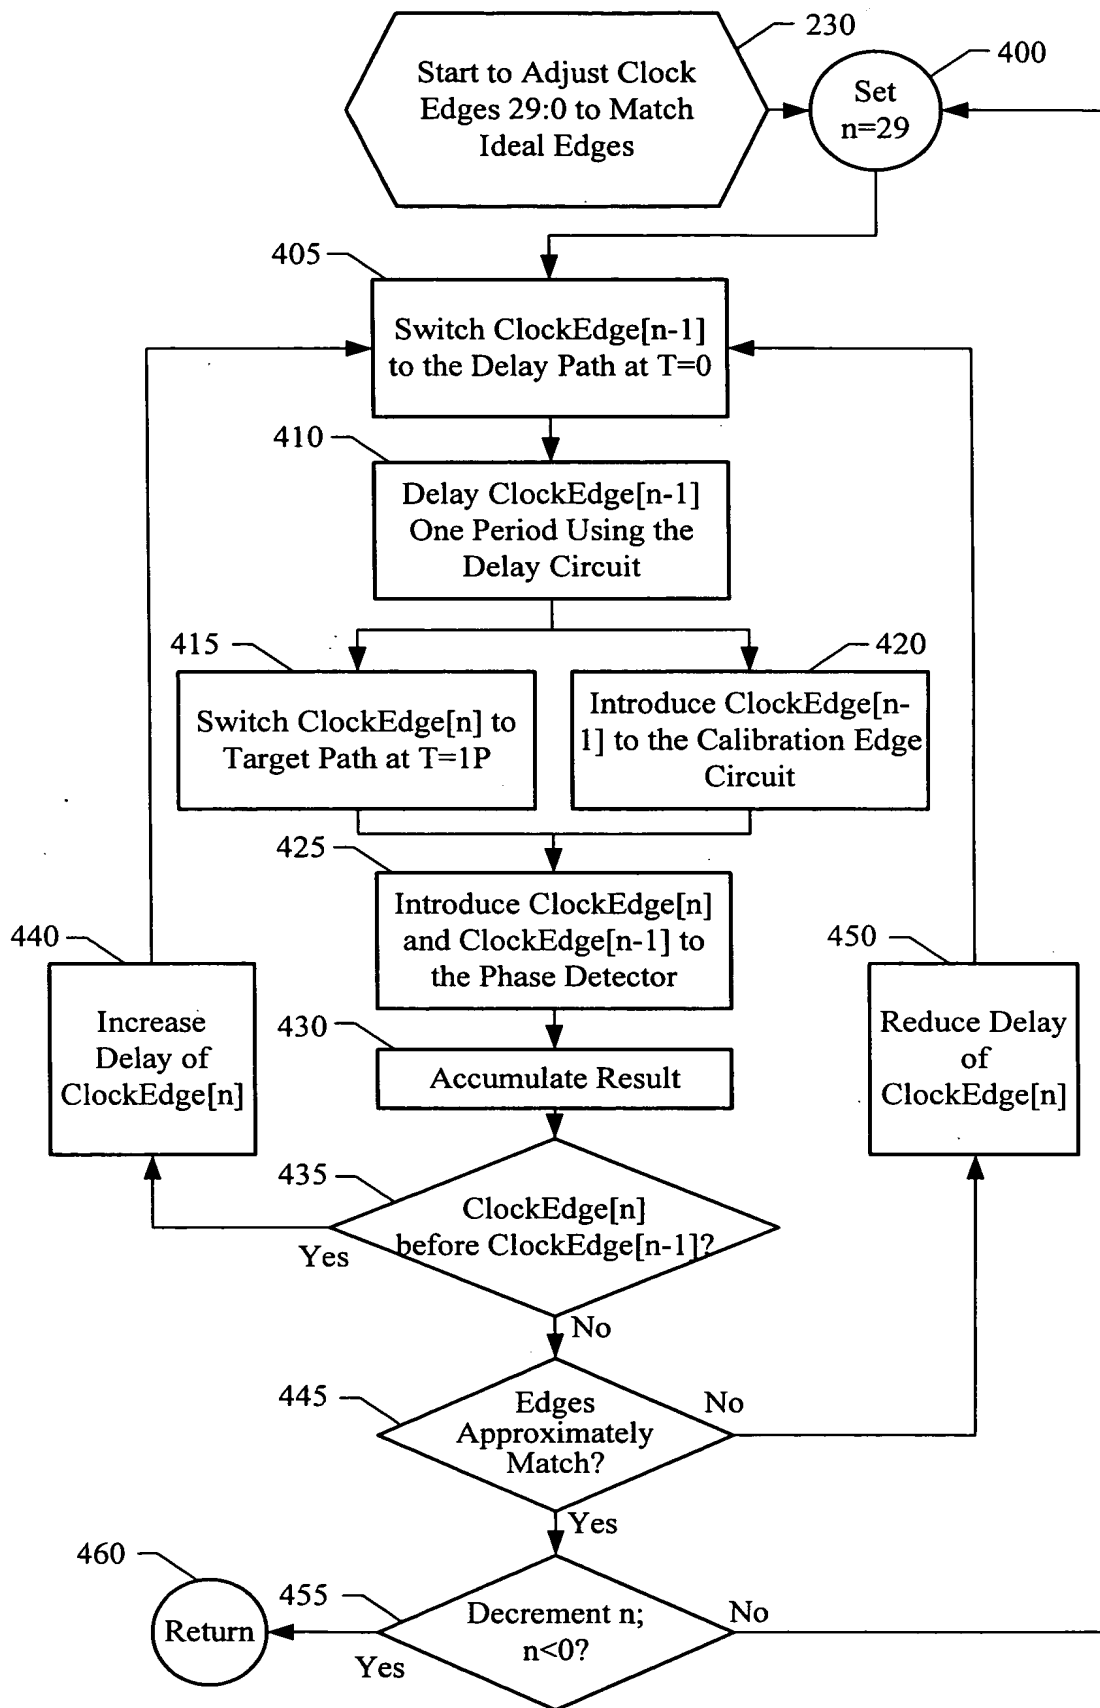 230
Start to Adjust Clock
Edges 29:0 to Match
Ideal Edges
400
Set
n=29
405
Switch ClockEdge[n-1]
to the Delay Path at T=0
410
Delay ClockEdge[n-1]
One Period Using the
Delay Circuit
415
Switch ClockEdge[n] to
Target Path at T=1P
420
Introduce ClockEdge[n-
1] to the Calibration Edge
Circuit
425
Introduce ClockEdge[n]
and ClockEdge[n-1] to
the Phase Detector
440
Increase
Delay of
ClockEdge[n]
450
Reduce Delay
of
ClockEdge[n]
430
Accumulate Result
435
ClockEdge[n]
before ClockEdge[n-1]?
Yes
No
445
Edges
Approximately
Match?
No
Yes
460
Return
455
Decrement n;
n<0?
No
Yes